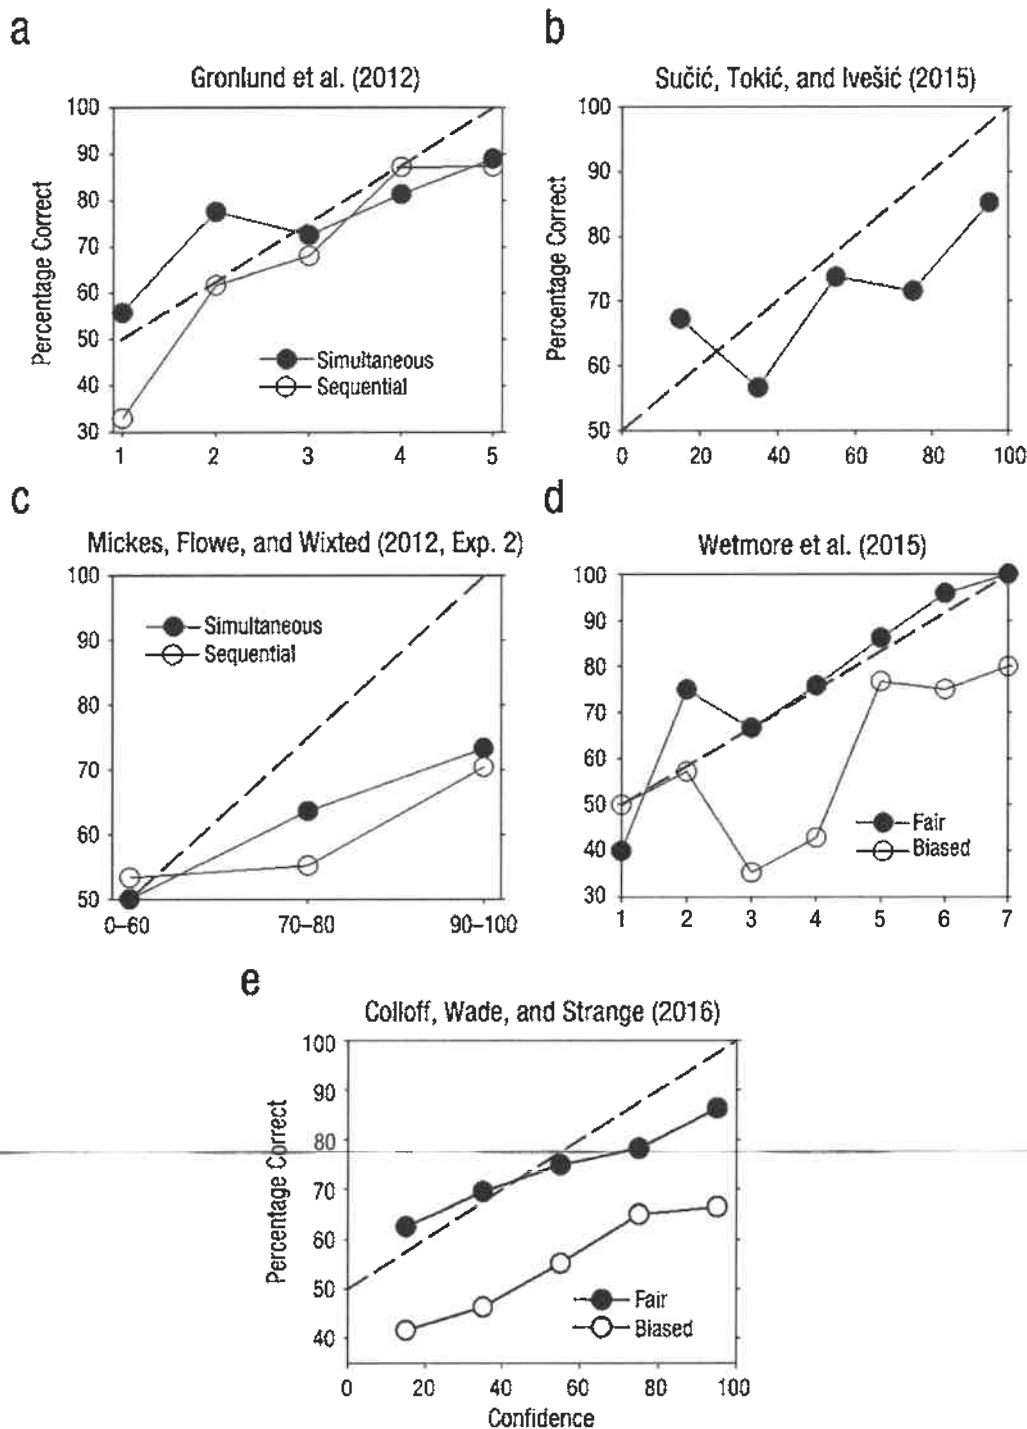 a
Gronlund et al. (2012)
100
90
80
70
60
50
40
30
Percentage Correct
Simultaneous
Sequential
1 2 3 4 5
b
Sučić, Tokić, and Ivešić (2015)
100
90
80
70
60
50
Percentage Correct
0 20 40 60 80 100
c
Mickes, Flowe, and Wixted (2012, Exp. 2)
100
90
80
70
60
50
Simultaneous
Sequential
0–60 70–80 90–100
d
Wetmore et al. (2015)
100
90
80
70
60
50
40
30
Fair
Biased
1 2 3 4 5 6 7
e
Colloff, Wade, and Strange (2016)
100
90
80
70
60
50
40
Percentage Correct
Fair
Biased
0 20 40 60 80 100
Confidence